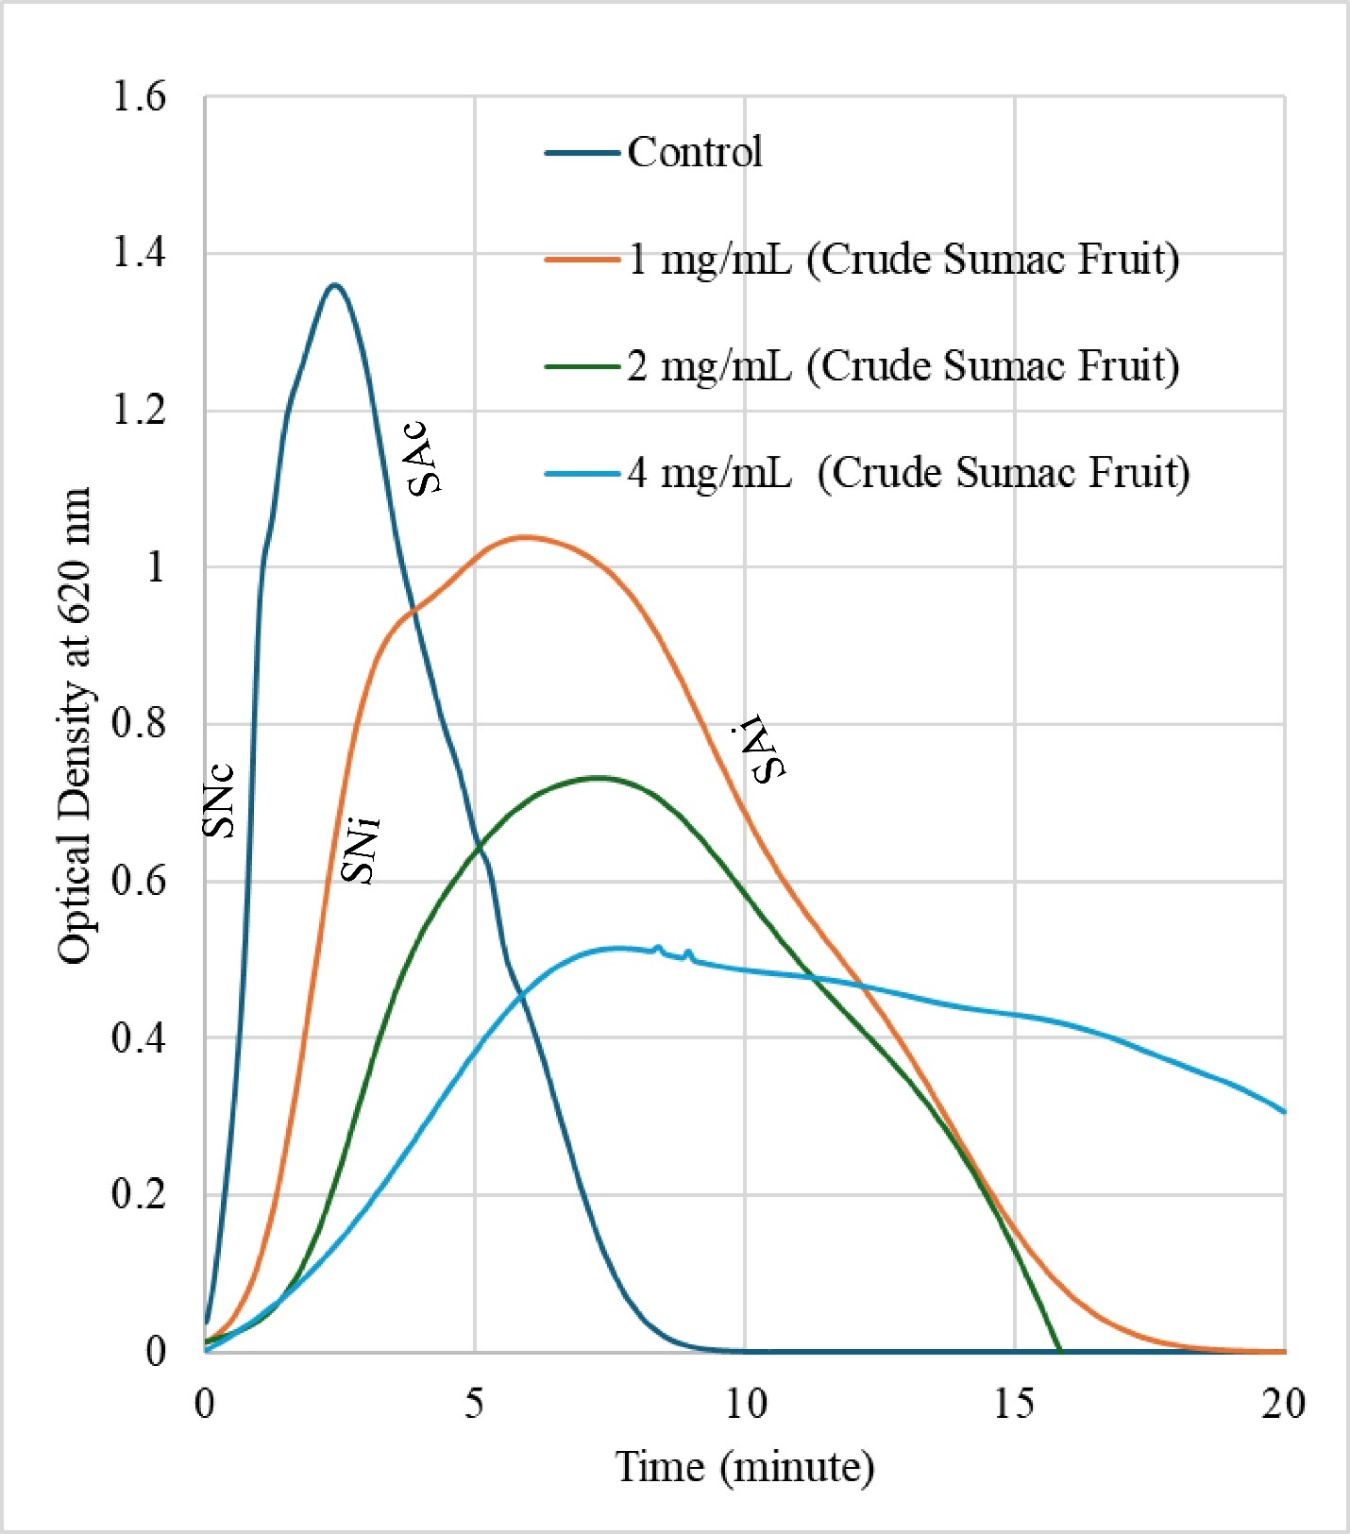 1.6
1.4
1.2
1
0.8
0.6
0.4
0.2
0
0 5 10 15 20
Optical Density at 620 nm
Time (minute)
Control
1 mg/mL (Crude Sumac Fruit)
2 mg/mL (Crude Sumac Fruit)
4 mg/mL (Crude Sumac Fruit)
SNc
SAc
SNi
SAi